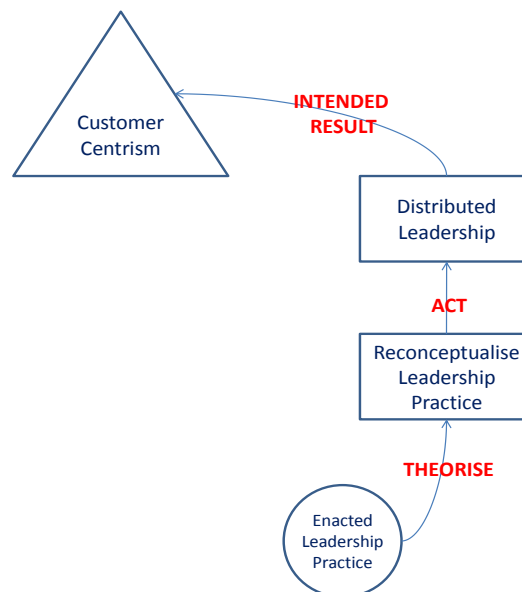 INTENDED
RESULT
Customer
Centrism
Distributed
Leadership
ACT
Reconceptualise
Leadership
Practice
THEORISE
Enacted
Leadership
Practice